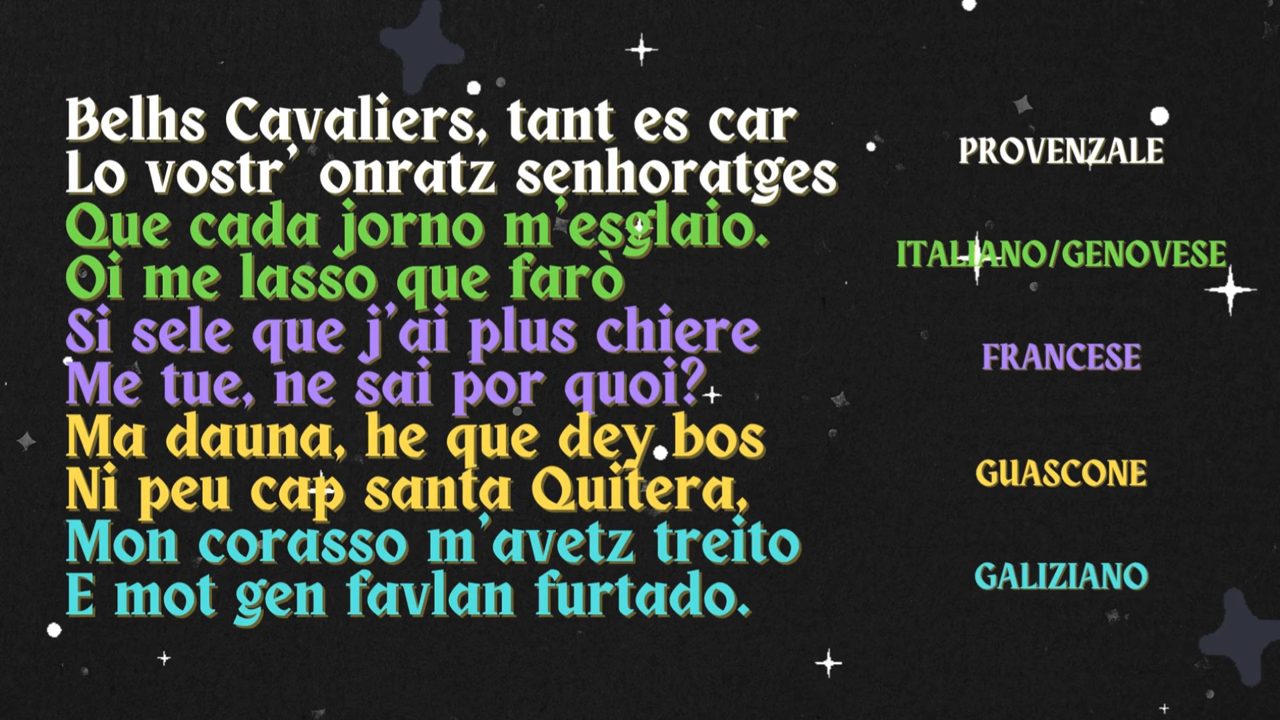 Belhs Cavaliers, tant es car
Lo vostr' onratz senhoratges
Que cada jorno m'esglaio.
Oi me lasso que farò
Si sele que j'ai plus chiere
Me tue, ne sai por quoi?
Ma dauna, he que dey bos
Ni peu cap santa Quitera,
Mon corasso m'avetz treito
E mot gen favlan furtado.
PROVENZALE
ITALIANO/GENOVESE
FRANCESE
GUASCONE
GALIZIANO